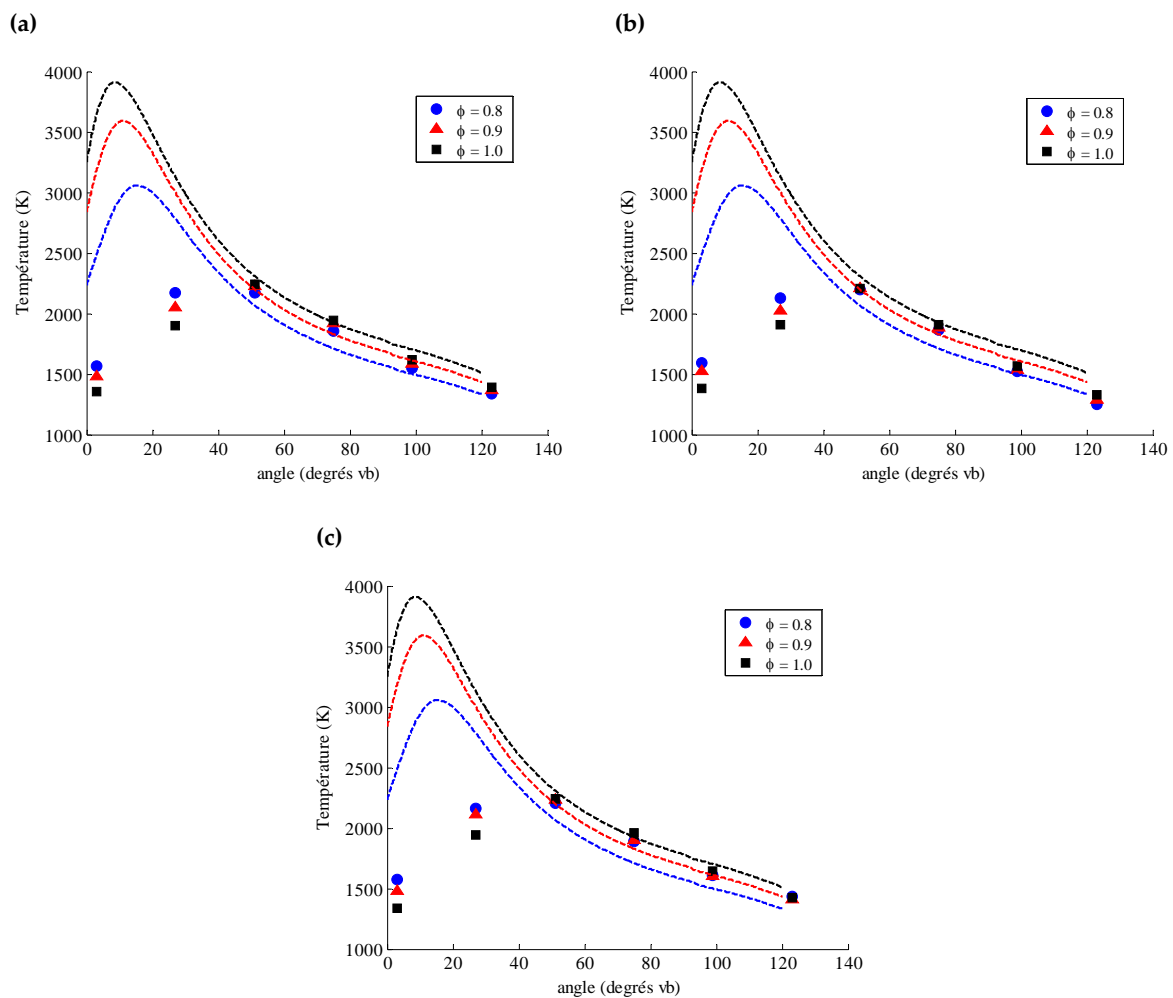 (a)
(b)
4000
3500
3000
2500
2000
1500
1000
0 20 40 60 80 100 120 140
Température (K)
angle (degrés vb)
ϕ = 0.8
ϕ = 0.9
ϕ = 1.0
4000
3500
3000
2500
2000
1500
1000
0 20 40 60 80 100 120 140
Température (K)
angle (degrés vb)
ϕ = 0.8
ϕ = 0.9
ϕ = 1.0
(c)
4000
3500
3000
2500
2000
1500
1000
0 20 40 60 80 100 120 140
Température (K)
angle (degrés vb)
ϕ = 0.8
ϕ = 0.9
ϕ = 1.0